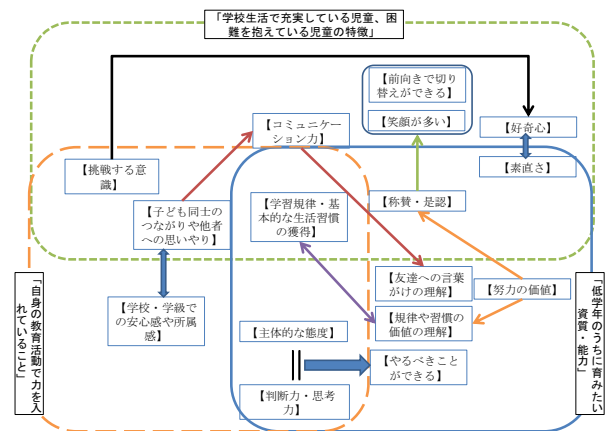 「学校生活で充実している児童、困
難を抱えている児童の特徴」
【前向きで切り
替えができる】
【笑顔が多い】
【コミュニケー
ション力】
【好奇心】
【挑戦する意
識】
【素直さ】
【子ども同士の
つながりや他者
への思いやり】
【学習規律・基
本的な生活習慣
の獲得】
【称賛・是認】
【友達への言葉
がけの理解】
【努力の価値】
【学校・学級で
の安心感や所属
感】
【規律や習慣の
価値の理解】
【主体的な態度】
【やるべきこと
ができる】
【判断力・思考
力】
「自身の教育活動で力を入
れていること」
「低学年のうちに育みたい
資質・能力」